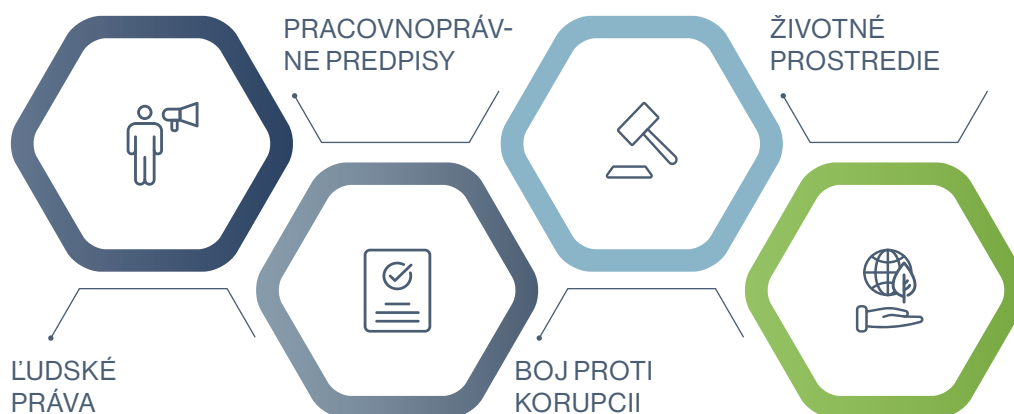 PRACOVNOPRÁV-
NE PREDPISY
ŽIVOTNÉ
PROSTREDIE
ĽUDSKÉ
PRÁVA
BOJ PROTI
KORUPCII